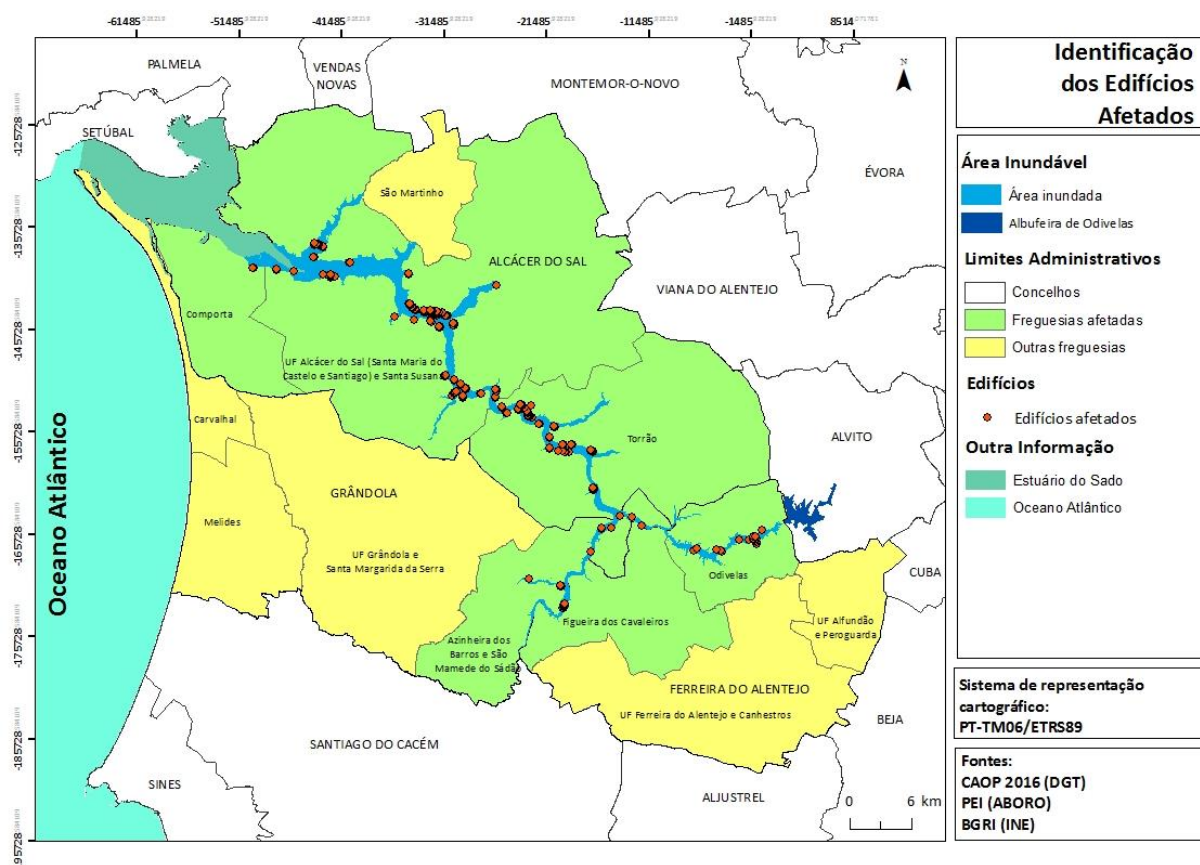 -61485
-51485
-41485
-31485
-21485
-11485
-1485
8514
-125728
-135728
-145728
-155728
-165728
-175728
-185728
95728
PALMELA
VENDAS
NOVAS
MONTEMOR-O-NOVO
SETÚBAL
ÉVORA
São Martinho
ALCÁCER DO SAL
VIANA DO ALENTEJO
Comporta
UF Alcácer do Sal (Santa Maria do
Castelo e Santiago) e Santa Susana
Carvalhal
Torrão
ALVITO
Oceano Atlântico
GRÂNDOLA
Melides
UF Grândola e
Santa Margarida da Serra
Odivelas
CUBA
Figueira dos Cavaleiros
UF Alfundão
e Peroguarda
Azinheira dos
Barros e São
Mamede do Sádão
FERREIRA DO ALENTEJO
UF Ferreira do Alentejo e Canhestros
BEJA
SANTIAGO DO CACÉM
SINES
ALJUSTREL
N
0 6 km
Identificação
dos Edifícios
Afetados
Área Inundável
Área inundada
Albufeira de Odivelas
Limites Administrativos
Concelhos
Freguesias afetadas
Outras freguesias
Edifícios
Edifícios afetados
Outra Informação
Estuário do Sado
Oceano Atlântico
Sistema de representação
cartográfico:
PT-TM06/ETRS89
Fontes:
CAOP 2016 (DGT)
PEI (ABORO)
BGRI (INE)